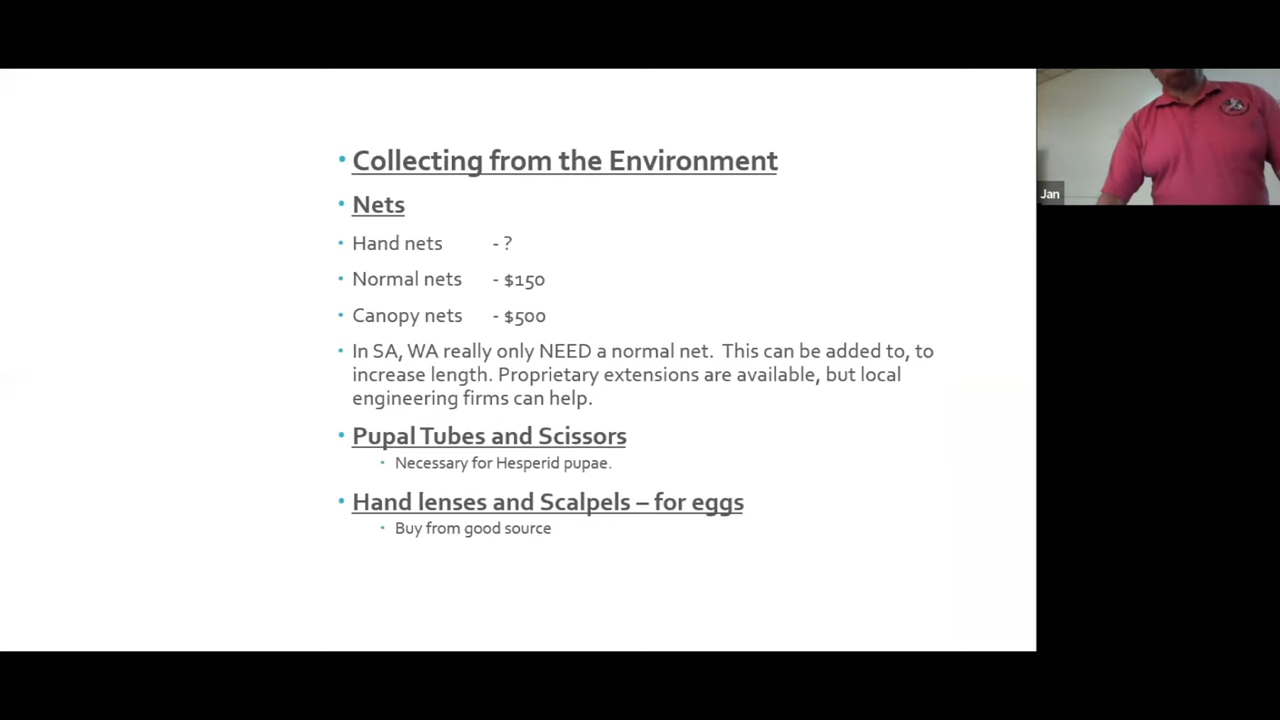 Collecting from the Environment
Nets
Hand nets - ?
Normal nets - $150
Canopy nets - $500
In SA, WA really only NEED a normal net. This can be added to, to
increase length. Proprietary extensions are available, but local
engineering firms can help.
Pupal Tubes and Scissors
Necessary for Hesperid pupae.
Hand lenses and Scalpels – for eggs
Buy from good source
Jan